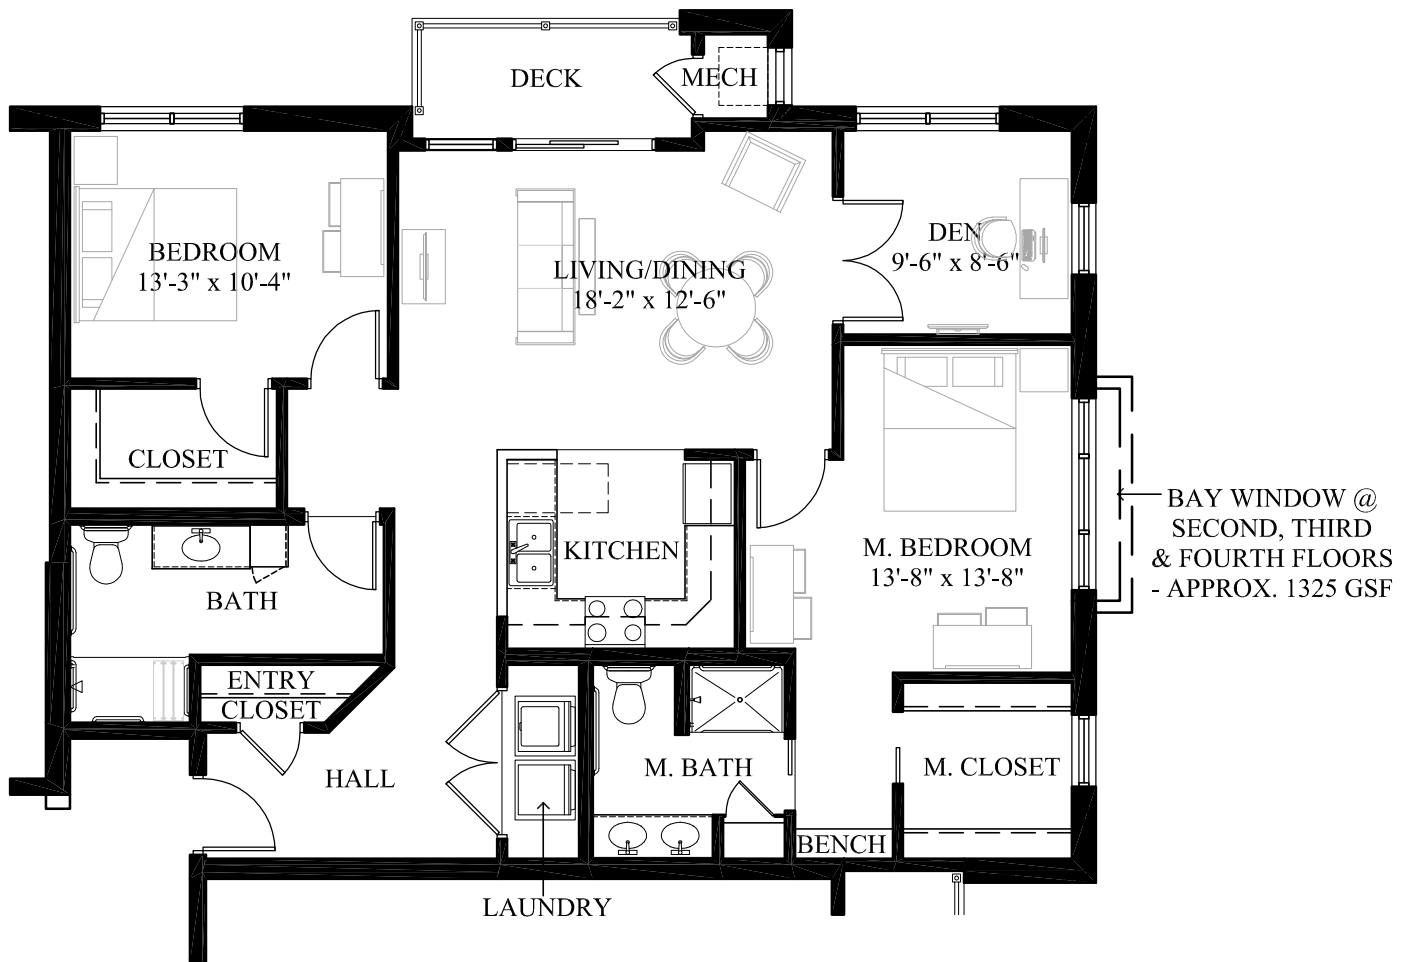 DECK
MECH
BEDROOM
13'-3" x 10'-4"
LIVING/DINING
18'-2" x 12'-6"
DEN
9'-6" x 8'-6"
CLOSET
KITCHEN
M. BEDROOM
13'-8" x 13'-8"
BAY WINDOW @
SECOND, THIRD
& FOURTH FLOORS
- APPROX. 1325 GSF
BATH
ENTRY
CLOSET
HALL
M. BATH
M. CLOSET
BENCH
LAUNDRY